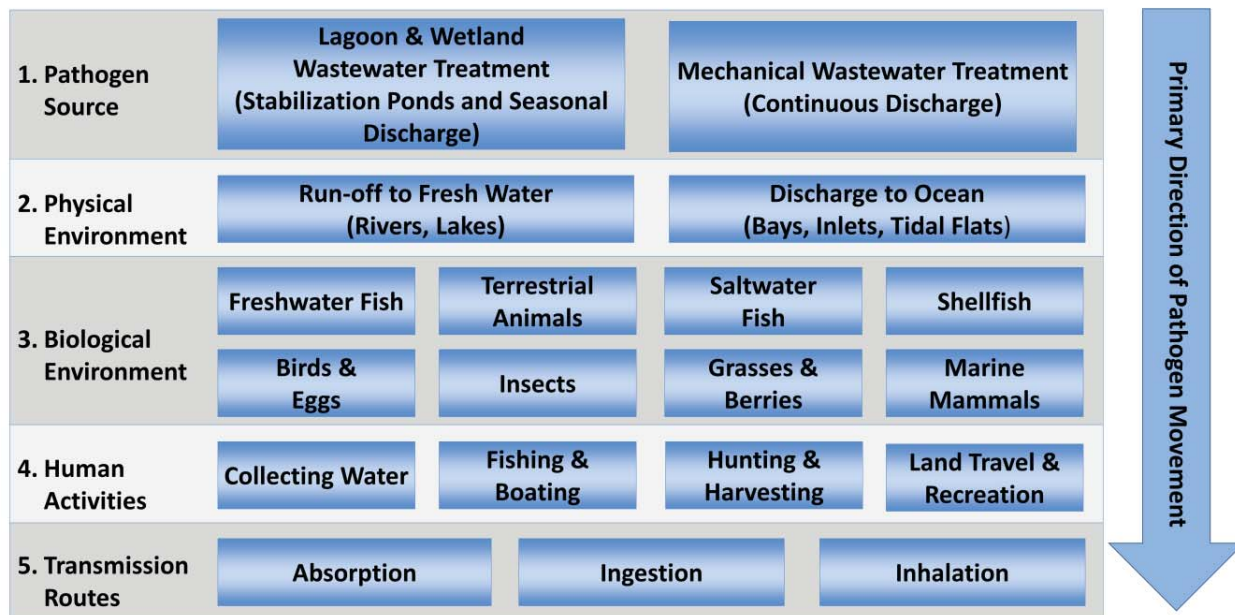 1. Pathogen
Source
Lagoon & Wetland
Wastewater Treatment
(Stabilization Ponds and Seasonal
Discharge)
Mechanical Wastewater Treatment
(Continuous Discharge)
2. Physical
Environment
Run-off to Fresh Water
(Rivers, Lakes)
Discharge to Ocean
(Bays, Inlets, Tidal Flats)
3. Biological
Environment
Freshwater Fish
Terrestrial
Animals
Saltwater
Fish
Shellfish
Birds &
Eggs
Insects
Grasses &
Berries
Marine
Mammals
4. Human
Activities
Collecting Water
Fishing &
Boating
Hunting &
Harvesting
Land Travel &
Recreation
5. Transmission
Routes
Absorption
Ingestion
Inhalation
Primary Direction of Pathogen Movement